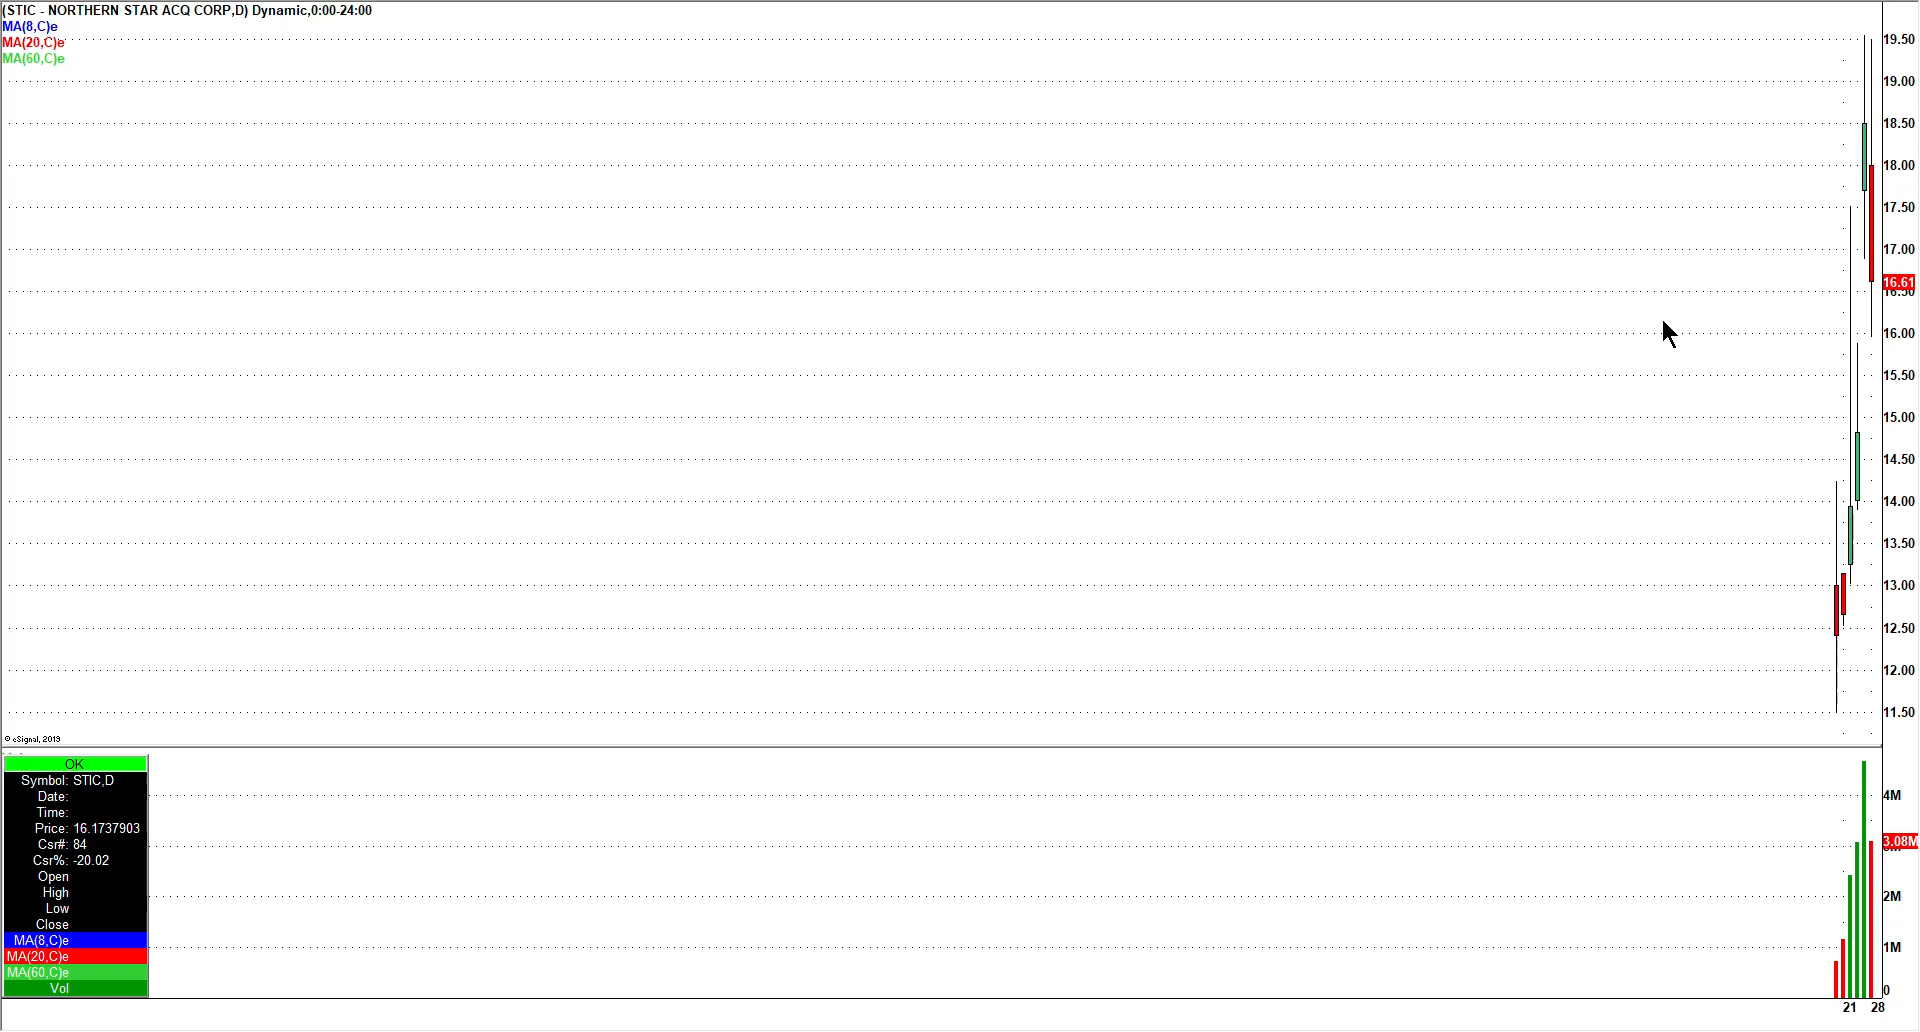 (STIC - NORTHERN STAR ACQ CORP,D) Dynamic,0:00-24:00
MA(8,C)e
MA(20,C)e
MA(60,C)e
19.50
19.00
18.50
18.00
17.50
17.00
16.61
16.50
16.00
15.50
15.00
14.50
14.00
13.50
13.00
12.50
12.00
11.50
© eSignal, 2019
OK
Symbol: STIC,D
Date:
Time:
Price: 16.1737903
Csr#: 84
Csr%: -20.02
Open
High
Low
Close
MA(8,C)e
MA(20,C)e
MA(60,C)e
Vol
4M
3.08M
2M
1M
0
21 28